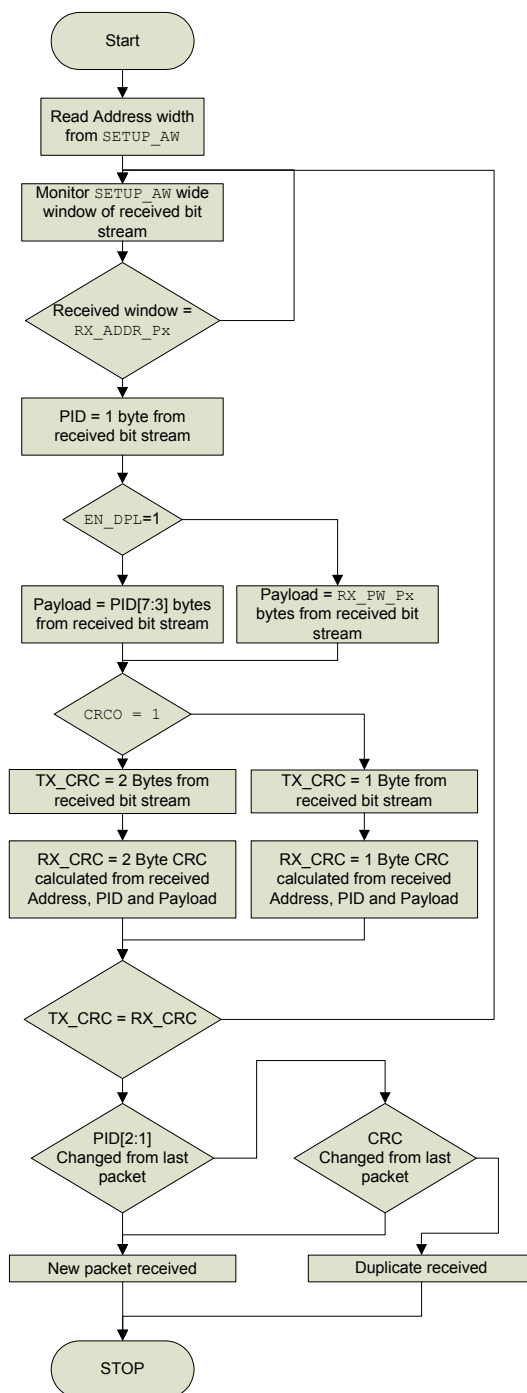 Start
Read Address width
from SETUP_AW
Monitor SETUP_AW wide
window of received bit
stream
Received window =
RX_ADDR_Px
PID = 1 byte from
received bit stream
EN_DPL=1
Payload = PID[7:3] bytes
from received bit stream
Payload = RX_PW_Px
bytes from received bit
stream
CRCO = 1
TX_CRC = 2 Bytes from
received bit stream
TX_CRC = 1 Byte from
received bit stream
RX_CRC = 2 Byte CRC
calculated from received
Address, PID and Payload
RX_CRC = 1 Byte CRC
calculated from received
Address, PID and Payload
TX_CRC = RX_CRC
PID[2:1]
Changed from last
packet
CRC
Changed from last
packet
New packet received
Duplicate received
STOP